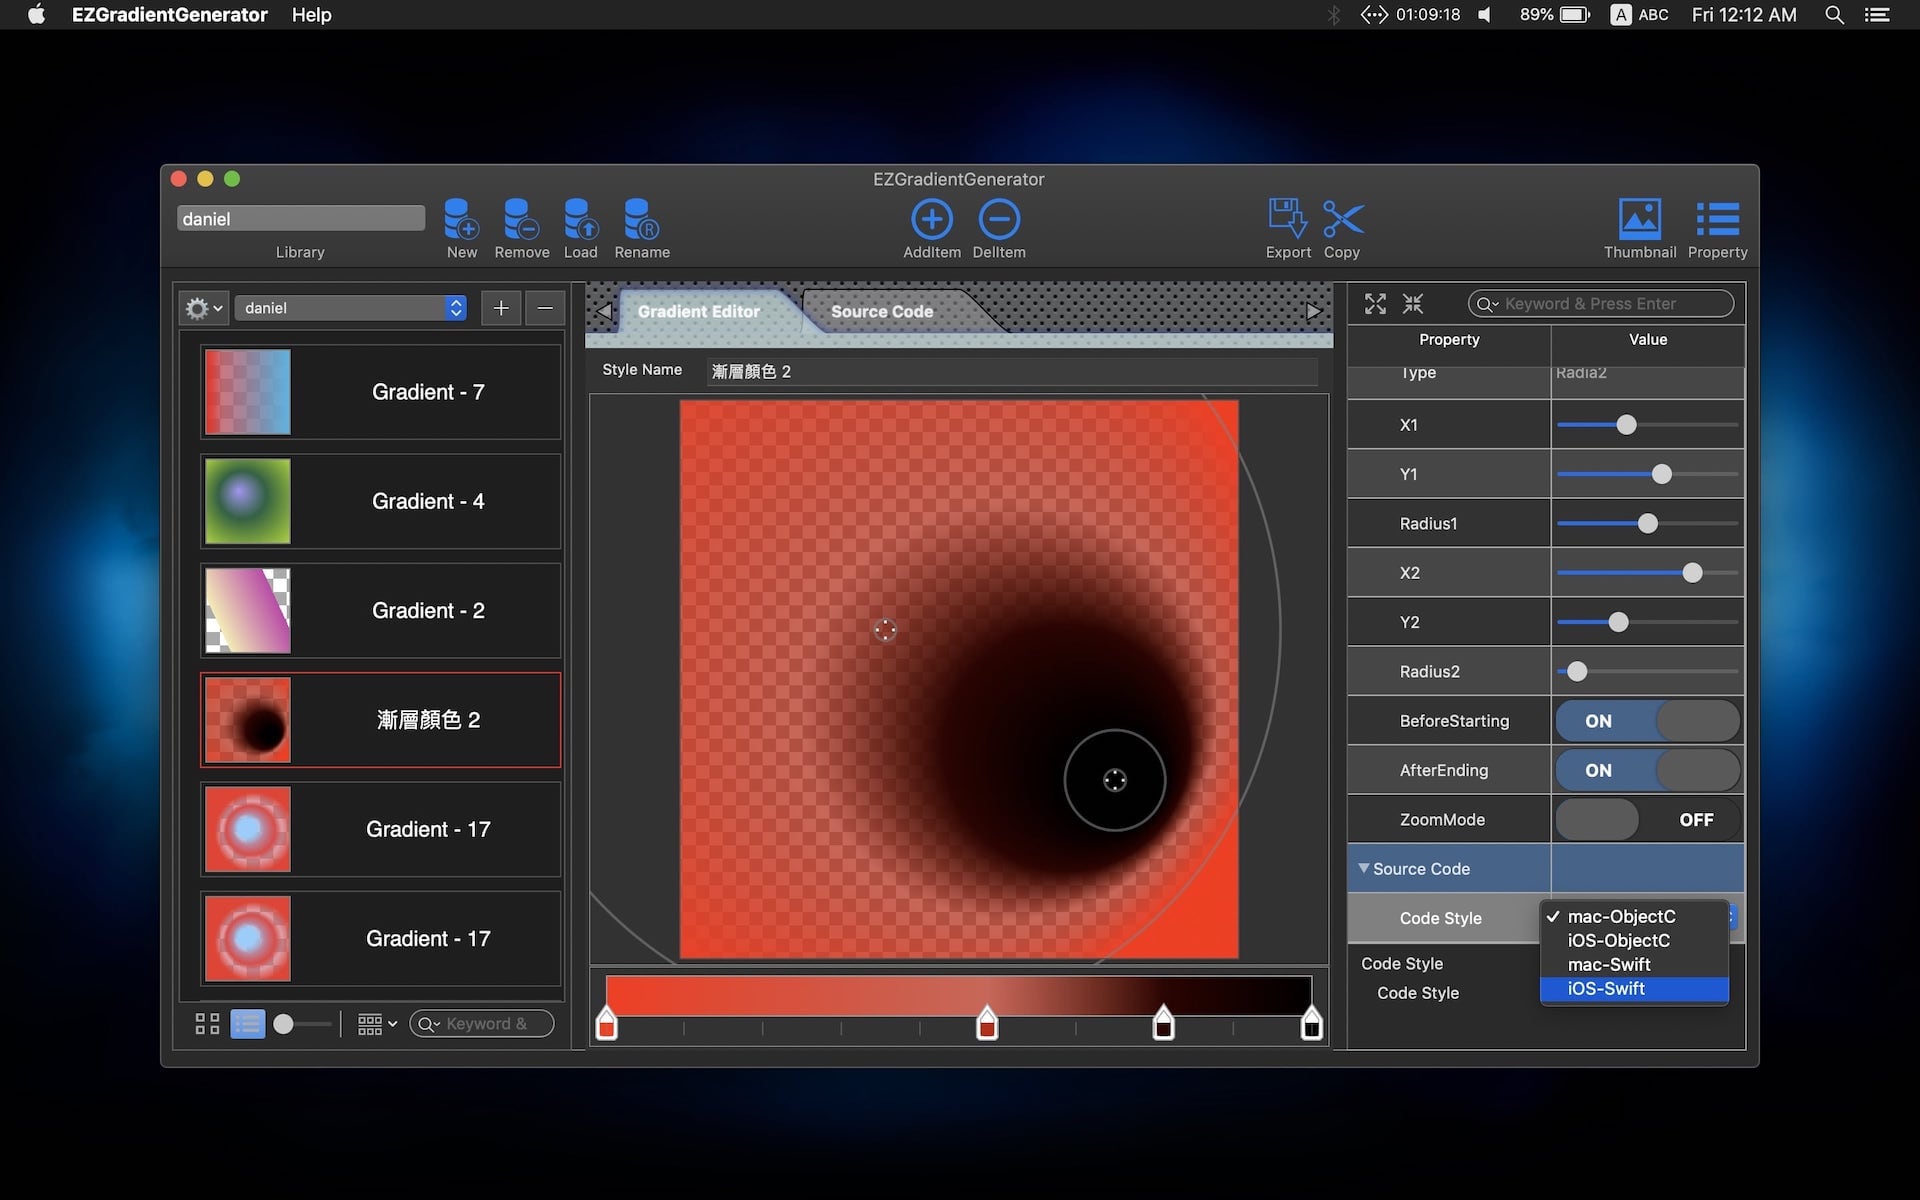 EZGradientGenerator Help
01:09:18 89% A ABC Fri 12:12 AM
EZGradientGenerator
daniel
Library
New Remove Load Rename
AddItem DelItem
Export Copy
Thumbnail Property
daniel
Gradient - 7
Gradient - 4
Gradient - 2
漸層顏色 2
Gradient - 17
Gradient - 17
Keyword &
Gradient Editor Source Code
Style Name 漸層顏色 2
Keyword & Press Enter
Property Value
Type Radia2
X1
Y1
Radius1
X2
Y2
Radius2
BeforeStarting ON
AfterEnding ON
ZoomMode OFF
Source Code
Code Style
mac-ObjectC
iOS-ObjectC
mac-Swift
iOS-Swift
Code Style
Code Style